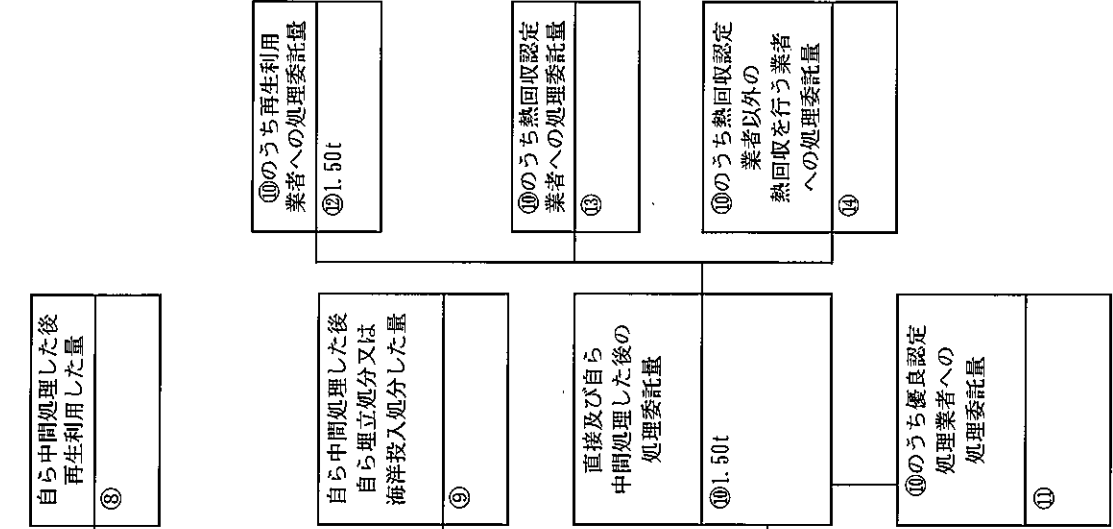 自ら中間処理した後
再生利用した量
⑧
自ら中間処理した後
自ら埋立処分又は
海洋投入処分した量
⑨
直接及び自ら
中間処理した後の
処理委託量
⑩1.50t
⑩のうち優良認定
処理業者への
処理委託量
⑪
⑩のうち再生利用
業者への処理委託量
⑫1.50t
⑩のうち熱回収認定
業者への処理委託量
⑬
⑩のうち熱回収認定
業者以外の
熱回収を行う業者
への処理委託量
⑭